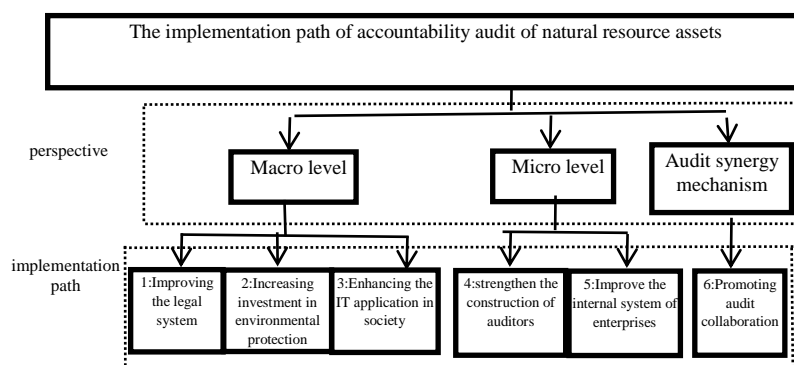 The implementation path of accountability audit of natural resource assets
perspective
Macro level
Micro level
Audit synergy
mechanism
implementation
path
1:Improving
the legal
system
2:Increasing
investment in
environmental
protection
3:Enhancing the
IT application in
society
4:strengthen the
construction of
auditors
5:Improve the
internal system of
enterprises
6:Promoting
audit
collaboration